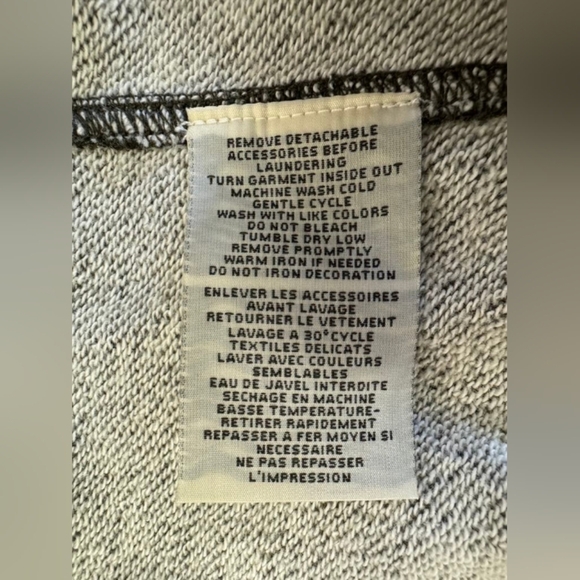 REMOVE DETACHABLE
ACCESSORIES BEFORE
LAUNDERING
TURN GARMENT INSIDE OUT
MACHINE WASH COLD
GENTLE CYCLE
WASH WITH LIKE COLORS
DO NOT BLEACH
TUMBLE DRY LOW
REMOVE PROMPTLY
WARM IRON IF NEEDED
DO NOT IRON DECORATION
ENLEVER LES ACCESSOIRES
AVANT LAVAGE
RETOURNER LE VETEMENT
LAVAGE A 30° CYCLE
TEXTILES DELICATS
LAVER AVEC COULEURS
SEMBLABLES
EAU DE JAVEL INTERDITE
SECHAGE EN MACHINE
BASSE TEMPERATURE-
RETIRER RAPIDEMENT
REPASSER A FER MOYEN SI
NECESSAIRE
NE PAS REPASSER
L'IMPRESSION